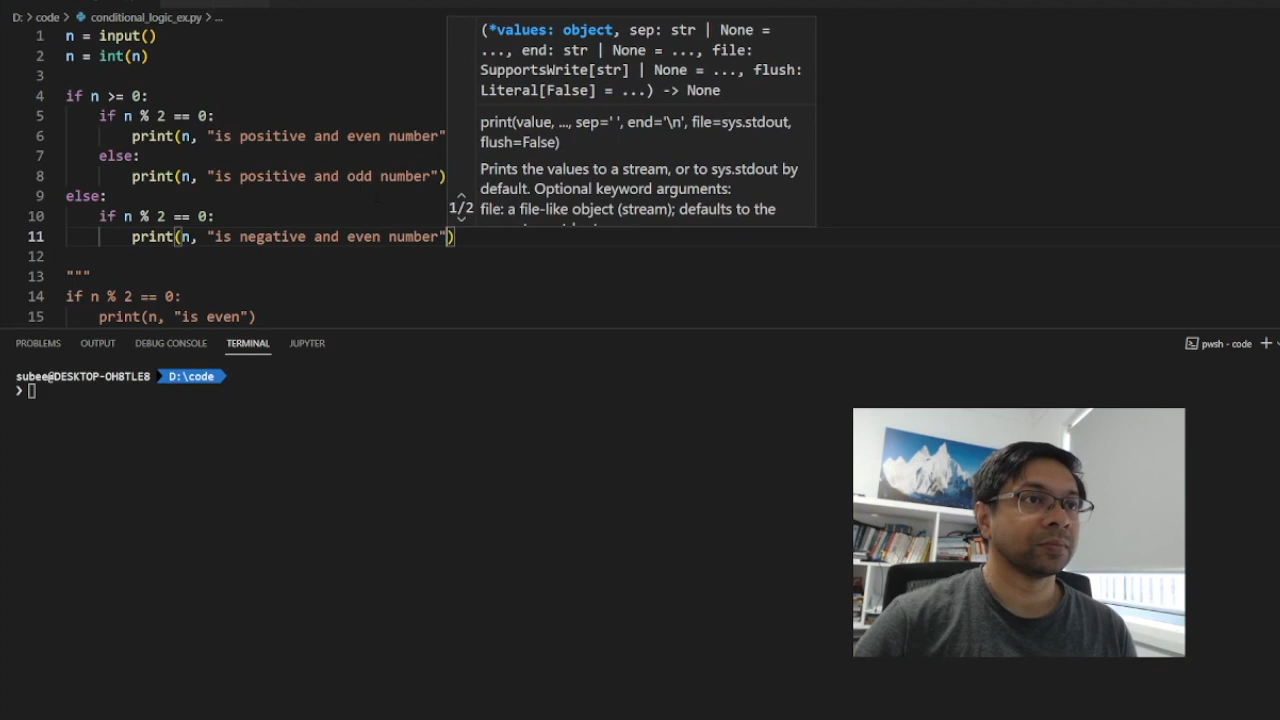 D: > code > conditional_logic_ex.py > ...
1 n = input()
2 n = int(n)
3
4 if n >= 0:
5 if n % 2 == 0:
6 print(n, "is positive and even number"
7 else:
8 print(n, "is positive and odd number")
9 else:
10 if n % 2 == 0:
11 print(n, "is negative and even number")
12
13 """
14 if n % 2 == 0:
15 print(n, "is even")
(*values: object, sep: str | None =
..., end: str | None = ..., file:
SupportsWrite[str] | None = ..., flush:
Literal[False] = ...) -> None
print(value, ..., sep=' ', end='\n', file=sys.stdout,
flush=False)
Prints the values to a stream, or to sys.stdout by
default. Optional keyword arguments:
1/2
file: a file-like object (stream); defaults to the
PROBLEMS OUTPUT DEBUG CONSOLE TERMINAL JUPYTER
pwsh - code
subee@DESKTOP-OH8TLE8 D:\code
❯